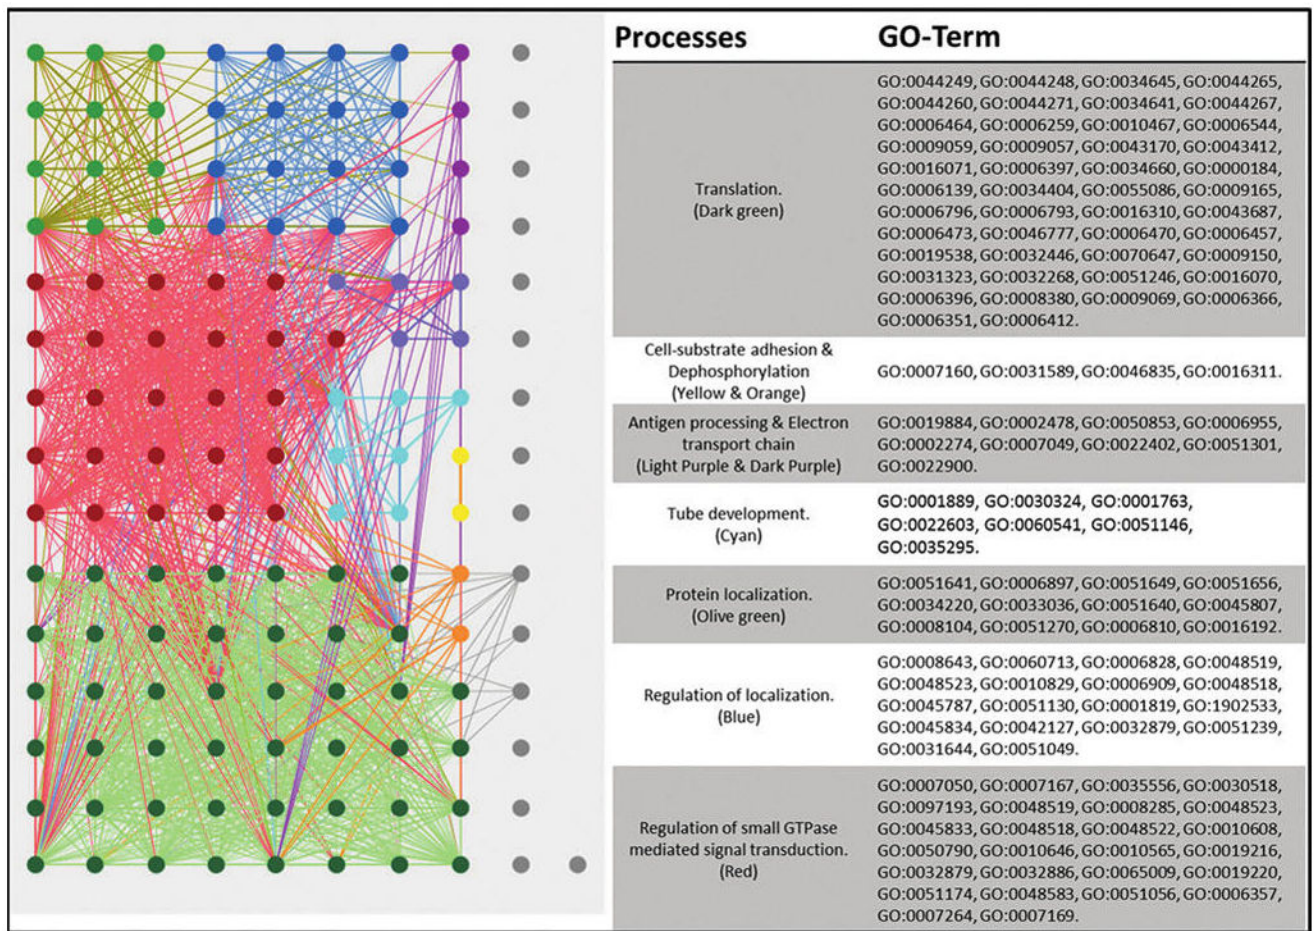 Processes GO-Term
Translation.
(Dark green)
GO:0044249, GO:0044248, GO:0034645, GO:0044265,
GO:0044260, GO:0044271, GO:0034641, GO:0044267,
GO:0006464, GO:0006259, GO:0010467, GO:0006544,
GO:0009059, GO:0009057, GO:0043170, GO:0043412,
GO:0016071, GO:0006397, GO:0034660, GO:0000184,
GO:0006139, GO:0034404, GO:0055086, GO:0009165,
GO:0006796, GO:0006793, GO:0016310, GO:0043687,
GO:0006473, GO:0046777, GO:0006470, GO:0006457,
GO:0019538, GO:0032446, GO:0070647, GO:0009150,
GO:0031323, GO:0032268, GO:0051246, GO:0016070,
GO:0006396, GO:0008380, GO:0009069, GO:0006366,
GO:0006351, GO:0006412.
Cell-substrate adhesion &
Dephosphorylation
(Yellow & Orange)
GO:0007160, GO:0031589, GO:0046835, GO:0016311.
Antigen processing & Electron
transport chain
(Light Purple & Dark Purple)
GO:0019884, GO:0002478, GO:0050853, GO:0006955,
GO:0002274, GO:0007049, GO:0022402, GO:0051301,
GO:0022900.
Tube development.
(Cyan)
GO:0001889, GO:0030324, GO:0001763,
GO:0022603, GO:0060541, GO:0051146,
GO:0035295.
Protein localization.
(Olive green)
GO:0051641, GO:0006897, GO:0051649, GO:0051656,
GO:0034220, GO:0033036, GO:0051640, GO:0045807,
GO:0008104, GO:0051270, GO:0006810, GO:0016192.
Regulation of localization.
(Blue)
GO:0008643, GO:0060713, GO:0006828, GO:0048519,
GO:0048523, GO:0010829, GO:0006909, GO:0048518,
GO:0045787, GO:0051130, GO:0001819, GO:1902533,
GO:0045834, GO:0042127, GO:0032879, GO:0051239,
GO:0031644, GO:0051049.
Regulation of small GTPase
mediated signal transduction.
(Red)
GO:0007050, GO:0007167, GO:0035556, GO:0030518,
GO:0097193, GO:0048519, GO:0008285, GO:0048523,
GO:0045833, GO:0048518, GO:0048522, GO:0010608,
GO:0050790, GO:0010646, GO:0010565, GO:0019216,
GO:0032879, GO:0032886, GO:0065009, GO:0019220,
GO:0051174, GO:0048583, GO:0051056, GO:0006357,
GO:0007264, GO:0007169.